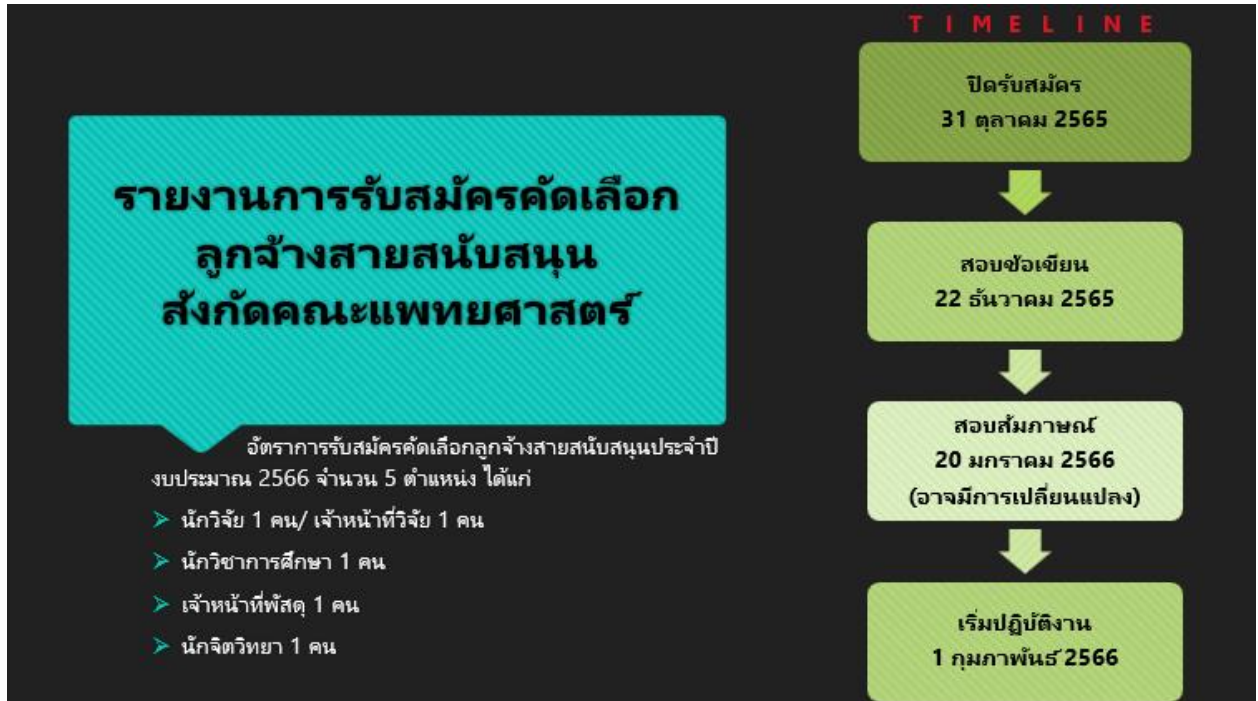 รายงานการรับสมัครคัดเลือก
ลูกจ้างสายสนับสนุน
สังกัดคณะแพทยศาสตร์
อัตราการรับสมัครคัดเลือกลูกจ้างสายสนับสนุนประจำปี
งบประมาณ 2566 จำนวน 5 ตำแหน่ง ได้แก่
➢ นักวิจัย 1 คน/ เจ้าหน้าที่วิจัย 1 คน
➢ นักวิชาการศึกษา 1 คน
➢ เจ้าหน้าที่พัสดุ 1 คน
➢ นักจิตวิทยา 1 คน
TIMELINE
ปิดรับสมัคร
31 ตุลาคม 2565
สอบข้อเขียน
22 ธันวาคม 2565
สอบสัมภาษณ์
20 มกราคม 2566
(อาจมีการเปลี่ยนแปลง)
เริ่มปฏิบัติงาน
1 กุมภาพันธ์ 2566